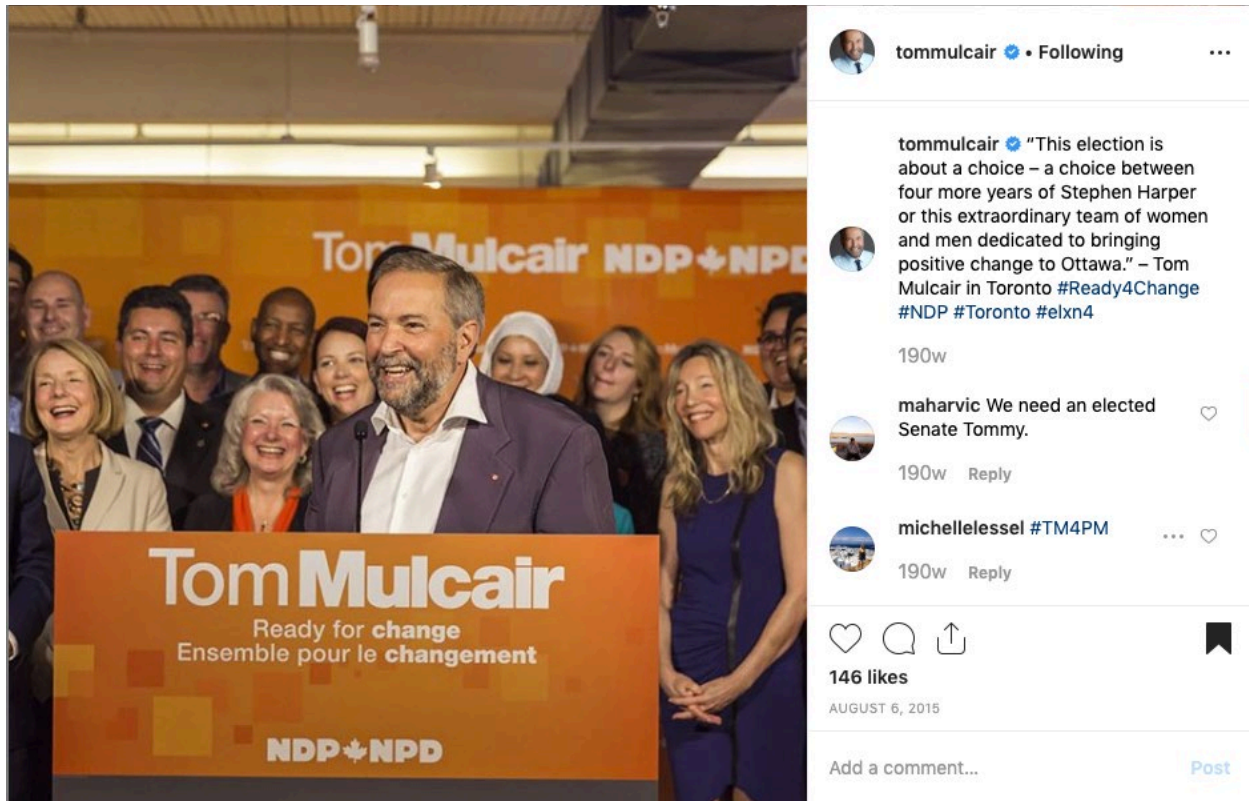 Tom Mulcair NDP NPD
Tom Mulcair
Ready for change
Ensemble pour le changement
NDP NPD
tommulcair • Following
tommulcair “This election is
about a choice – a choice between
four more years of Stephen Harper
or this extraordinary team of women
and men dedicated to bringing
positive change to Ottawa.” – Tom
Mulcair in Toronto #Ready4Change
#NDP #Toronto #elxn4
190w
maharvic We need an elected
Senate Tommy.
190w Reply
michellelessel #TM4PM
190w Reply
146 likes
AUGUST 6, 2015
Add a comment... Post